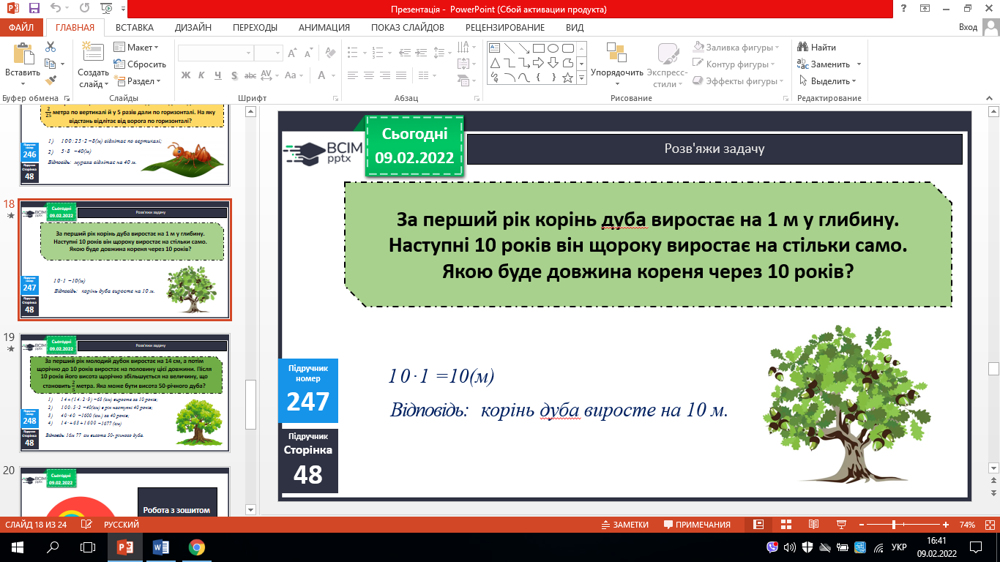 Презентація - PowerPoint (Сбой активации продукта)
ФАЙЛ ГЛАВНАЯ ВСТАВКА ДИЗАЙН ПЕРЕХОДЫ АНИМАЦИЯ ПОКАЗ СЛАЙДОВ РЕЦЕНЗИРОВАНИЕ ВИД Вход
Вставить
Создать слайд
Макет
Сбросить
Раздел
Ж К Ч S abc AV Aa A
Упорядочить
Экспресс-стили
Заливка фигуры
Контур фигуры
Эффекты фигуры
Найти
Заменить
Выделить
Буфер обмена Слайды Шрифт Абзац Рисование Редактирование
2/25 метра по вертикалі й у 5 разів далі по горизонталі. На яку
відстань відлітає від ворога по горизонталі?
1) 100:25·2=8(м) відлітає по вертикалі;
2) 5·8 =40(м)
Відповідь: мураха відлітає на 40 м.
Підручник номер
246
Підручник Сторінка
48
18
Сьогодні
09.02.2022
BCIM pptx
Розв'яжи задачу
За перший рік корінь дуба виростає на 1 м у глибину.
Наступні 10 років він щороку виростає на стільки само.
Якою буде довжина кореня через 10 років?
10·1 =10(м)
Відповідь: корінь дуба виросте на 10 м.
Підручник номер
247
Підручник Сторінка
48
19
Сьогодні
09.02.2022
BCIM pptx
Розв'яжи задачу
За перший рік молодий дубок виростає на 14 см, а потім
щорічно до 10 років виростає на половину цієї довжини. Після
10 років його висота щорічно збільшується на величину, що
становить метра. Яка може бути висота 50-річного дуба?
1) 14+(14:2·9)=63 (см) виросте за 10 років;
2) 100:5·2=40(см) в рік наступні 40 років;
3) 40·40 =1600 (см.) за 40 років;
4) 14+63+1600=1677 (см)
Відповідь: 16м 77 см висота 50- річного дуба.
Підручник номер
248
Підручник Сторінка
48
20
Сьогодні
09.02.2022
BCIM pptx
Робота з зошитом
Сьогодні
09.02.2022
BCIM
pptx
Розв'яжи задачу
За перший рік корінь дуба виростає на 1 м у глибину.
Наступні 10 років він щороку виростає на стільки само.
Якою буде довжина кореня через 10 років?
10·1 =10(м)
Відповідь: корінь дуба виросте на 10 м.
Підручник
номер
247
Підручник
Сторінка
48
СЛАЙД 18 ИЗ 24 РУССКИЙ ЗАМЕТКИ ПРИМЕЧАНИЯ 74%
УКР 16:41
09.02.2022